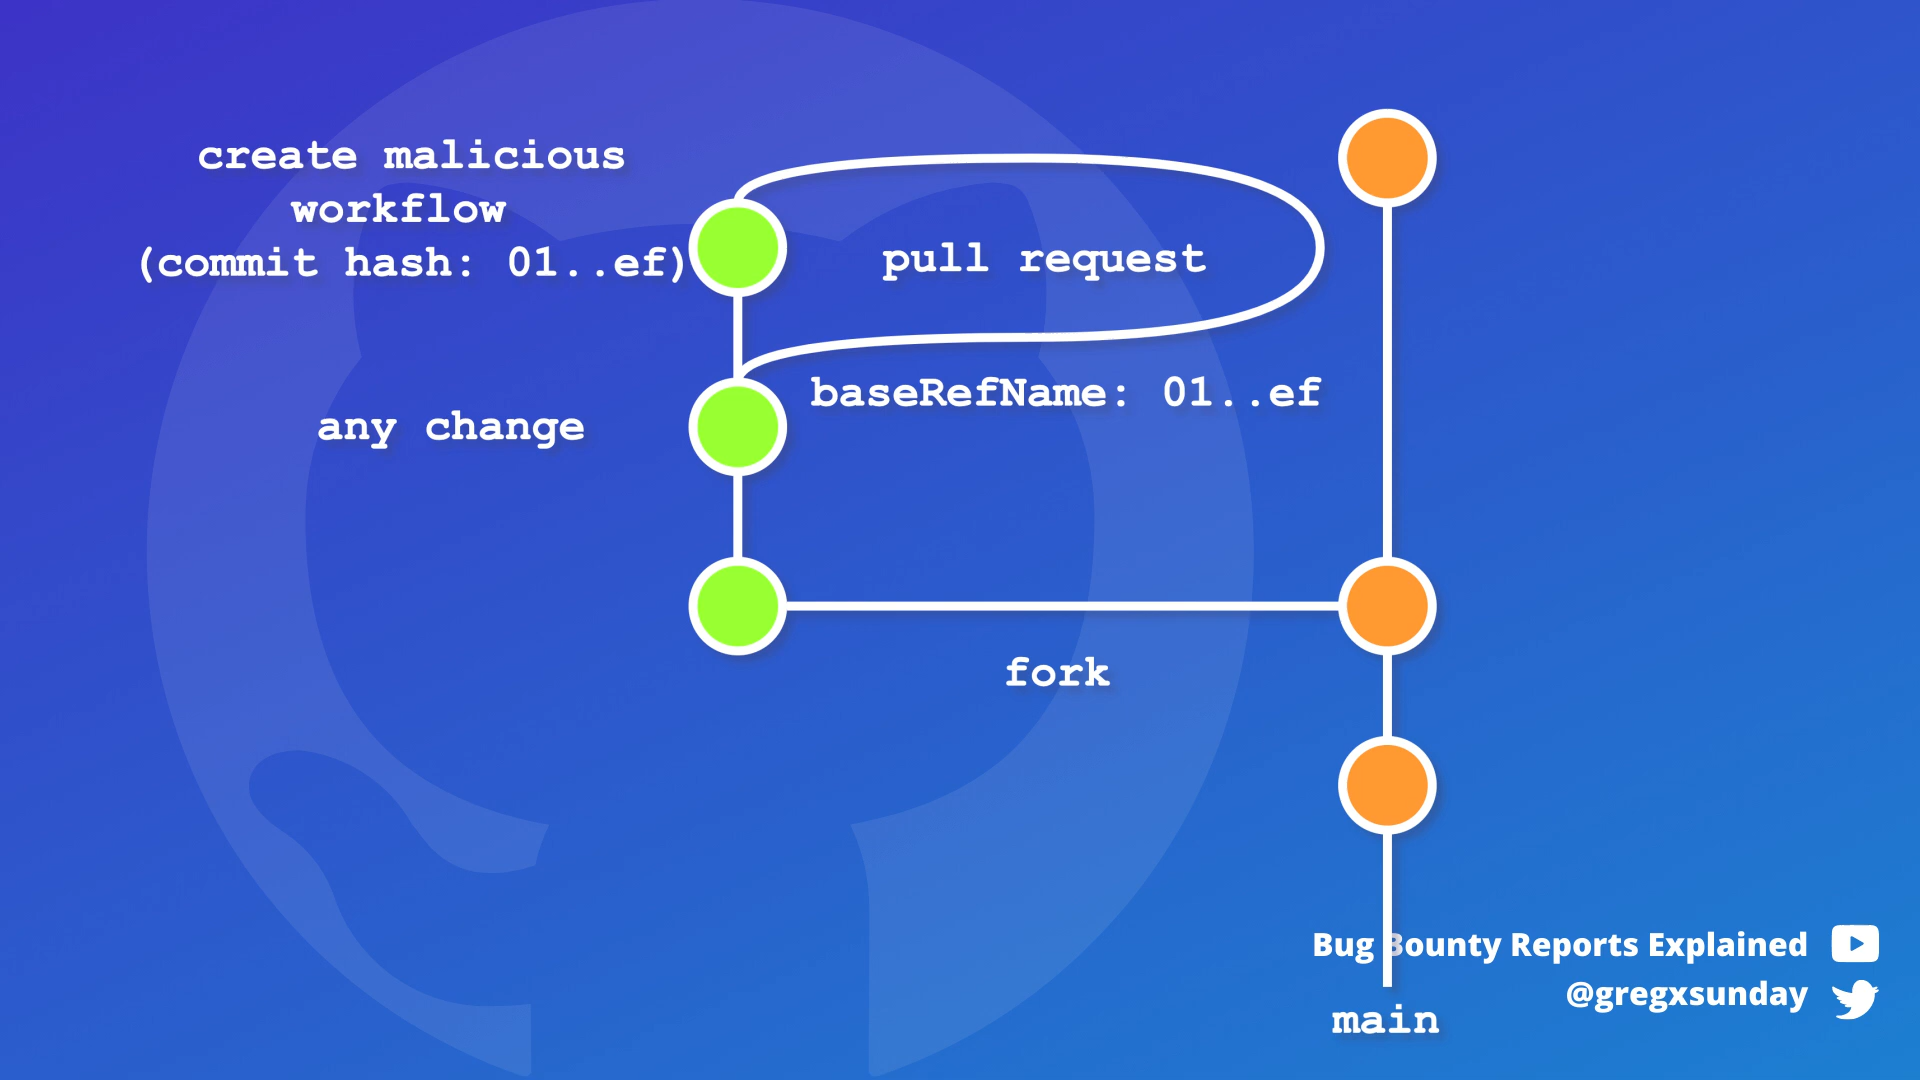 create malicious
workflow
(commit hash: 01..ef)
pull request
baseRefName: 01..ef
any change
fork
Bug Bounty Reports Explained
@gregxsunday
main